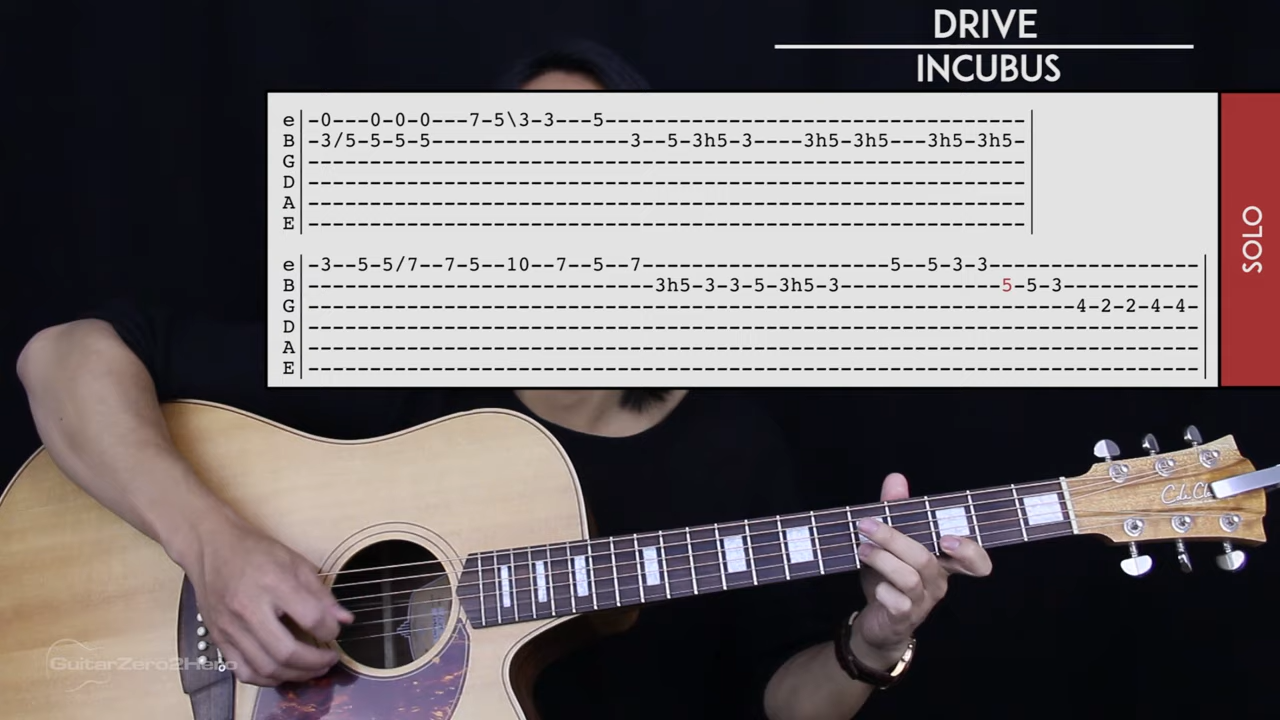 DRIVE
INCUBUS
e|-0---0-0-0---7-5\3-3---5----------------------------------|
B|-3/5-5-5-5----------------3--5-3h5-3----3h5-3h5---3h5-3h5-|
G|----------------------------------------------------------|
D|----------------------------------------------------------|
A|----------------------------------------------------------|
E|----------------------------------------------------------|
e|-3--5-5/7--7-5--10--7--5--7--------------------5--5-3-3-----------------|
B|----------------------------3h5-3-3-5-3h5-3-------------5-5-3-----------|
G|--------------------------------------------------------------4-2-2-4-4-|
D|------------------------------------------------------------------------|
A|------------------------------------------------------------------------|
E|------------------------------------------------------------------------|
SOLO
GuitarZero2Hero